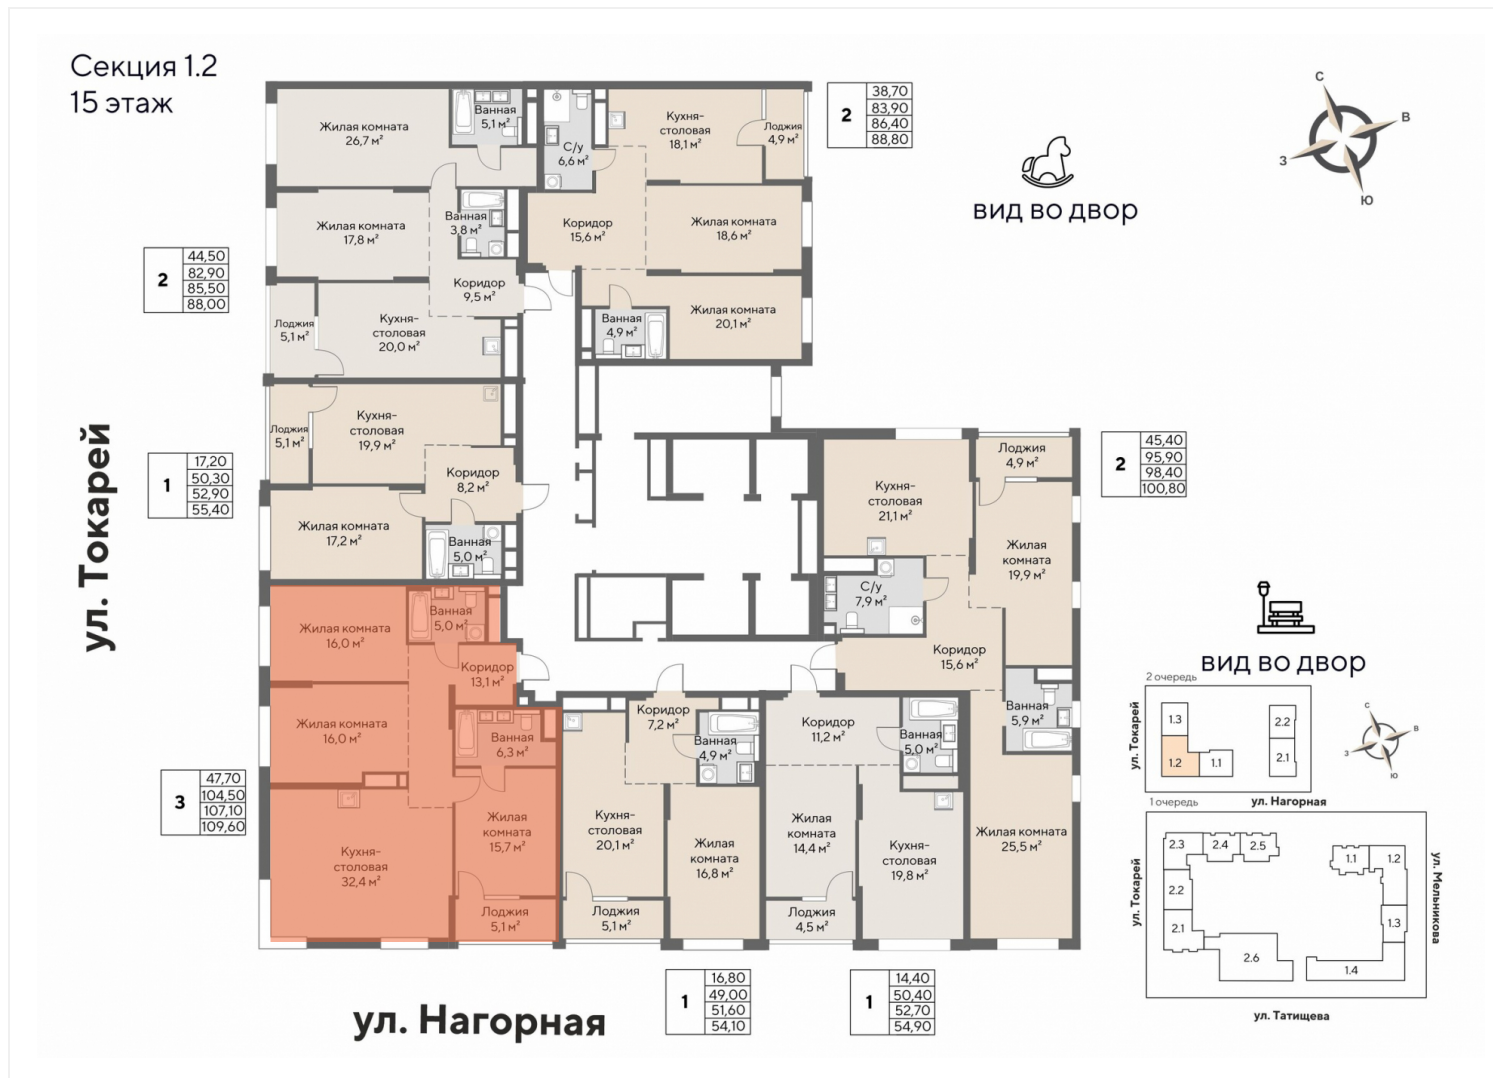 Секция 1.2
15 этаж
Жилая комната
26,7 м²
Ванная
5,1 м²
С/у
6,6 м²
Кухня-
столовая
18,1 м²
Лоджия
4,9 м²
2
38,70
83,90
86,40
88,80
С
В
З
Ю
вид во двор
Жилая комната
17,8 м²
Ванная
3,8 м²
Коридор
15,6 м²
Жилая комната
18,6 м²
2
44,50
82,90
85,50
88,00
Коридор
9,5 м²
Лоджия
5,1 м²
Кухня-
столовая
20,0 м²
Ванная
4,9 м²
Жилая комната
20,1 м²
ул. Токарей
Лоджия
5,1 м²
Кухня-
столовая
19,9 м²
Коридор
8,2 м²
1
17,20
50,30
52,90
55,40
Жилая комната
17,2 м²
Ванная
5,0 м²
Кухня-
столовая
21,1 м²
Лоджия
4,9 м²
2
45,40
95,90
98,40
100,80
Жилая
комната
19,9 м²
С/у
7,9 м²
Коридор
15,6 м²
Ванная
5,9 м²
Жилая комната
25,5 м²
Жилая комната
16,0 м²
Ванная
5,0 м²
Коридор
13,1 м²
Жилая комната
16,0 м²
Ванная
6,3 м²
3
47,70
104,50
107,10
109,60
Кухня-
столовая
32,4 м²
Жилая
комната
15,7 м²
Лоджия
5,1 м²
Коридор
7,2 м²
Ванная
4,9 м²
Кухня-
столовая
20,1 м²
Жилая
комната
16,8 м²
Лоджия
5,1 м²
Коридор
11,2 м²
Ванная
5,0 м²
Жилая
комната
14,4 м²
Кухня-
столовая
19,8 м²
Лоджия
4,5 м²
1
16,80
49,00
51,60
54,10
1
14,40
50,40
52,70
54,90
ул. Нагорная
вид во двор
2 очередь
ул. Токарей
1.3
1.2
1.1
2.2
2.1
ул. Нагорная
С
В
З
Ю
1 очередь
ул. Токарей
2.3
2.4
2.5
2.2
2.1
2.6
1.1
1.2
1.3
1.4
ул. Мельникова
ул. Татищева